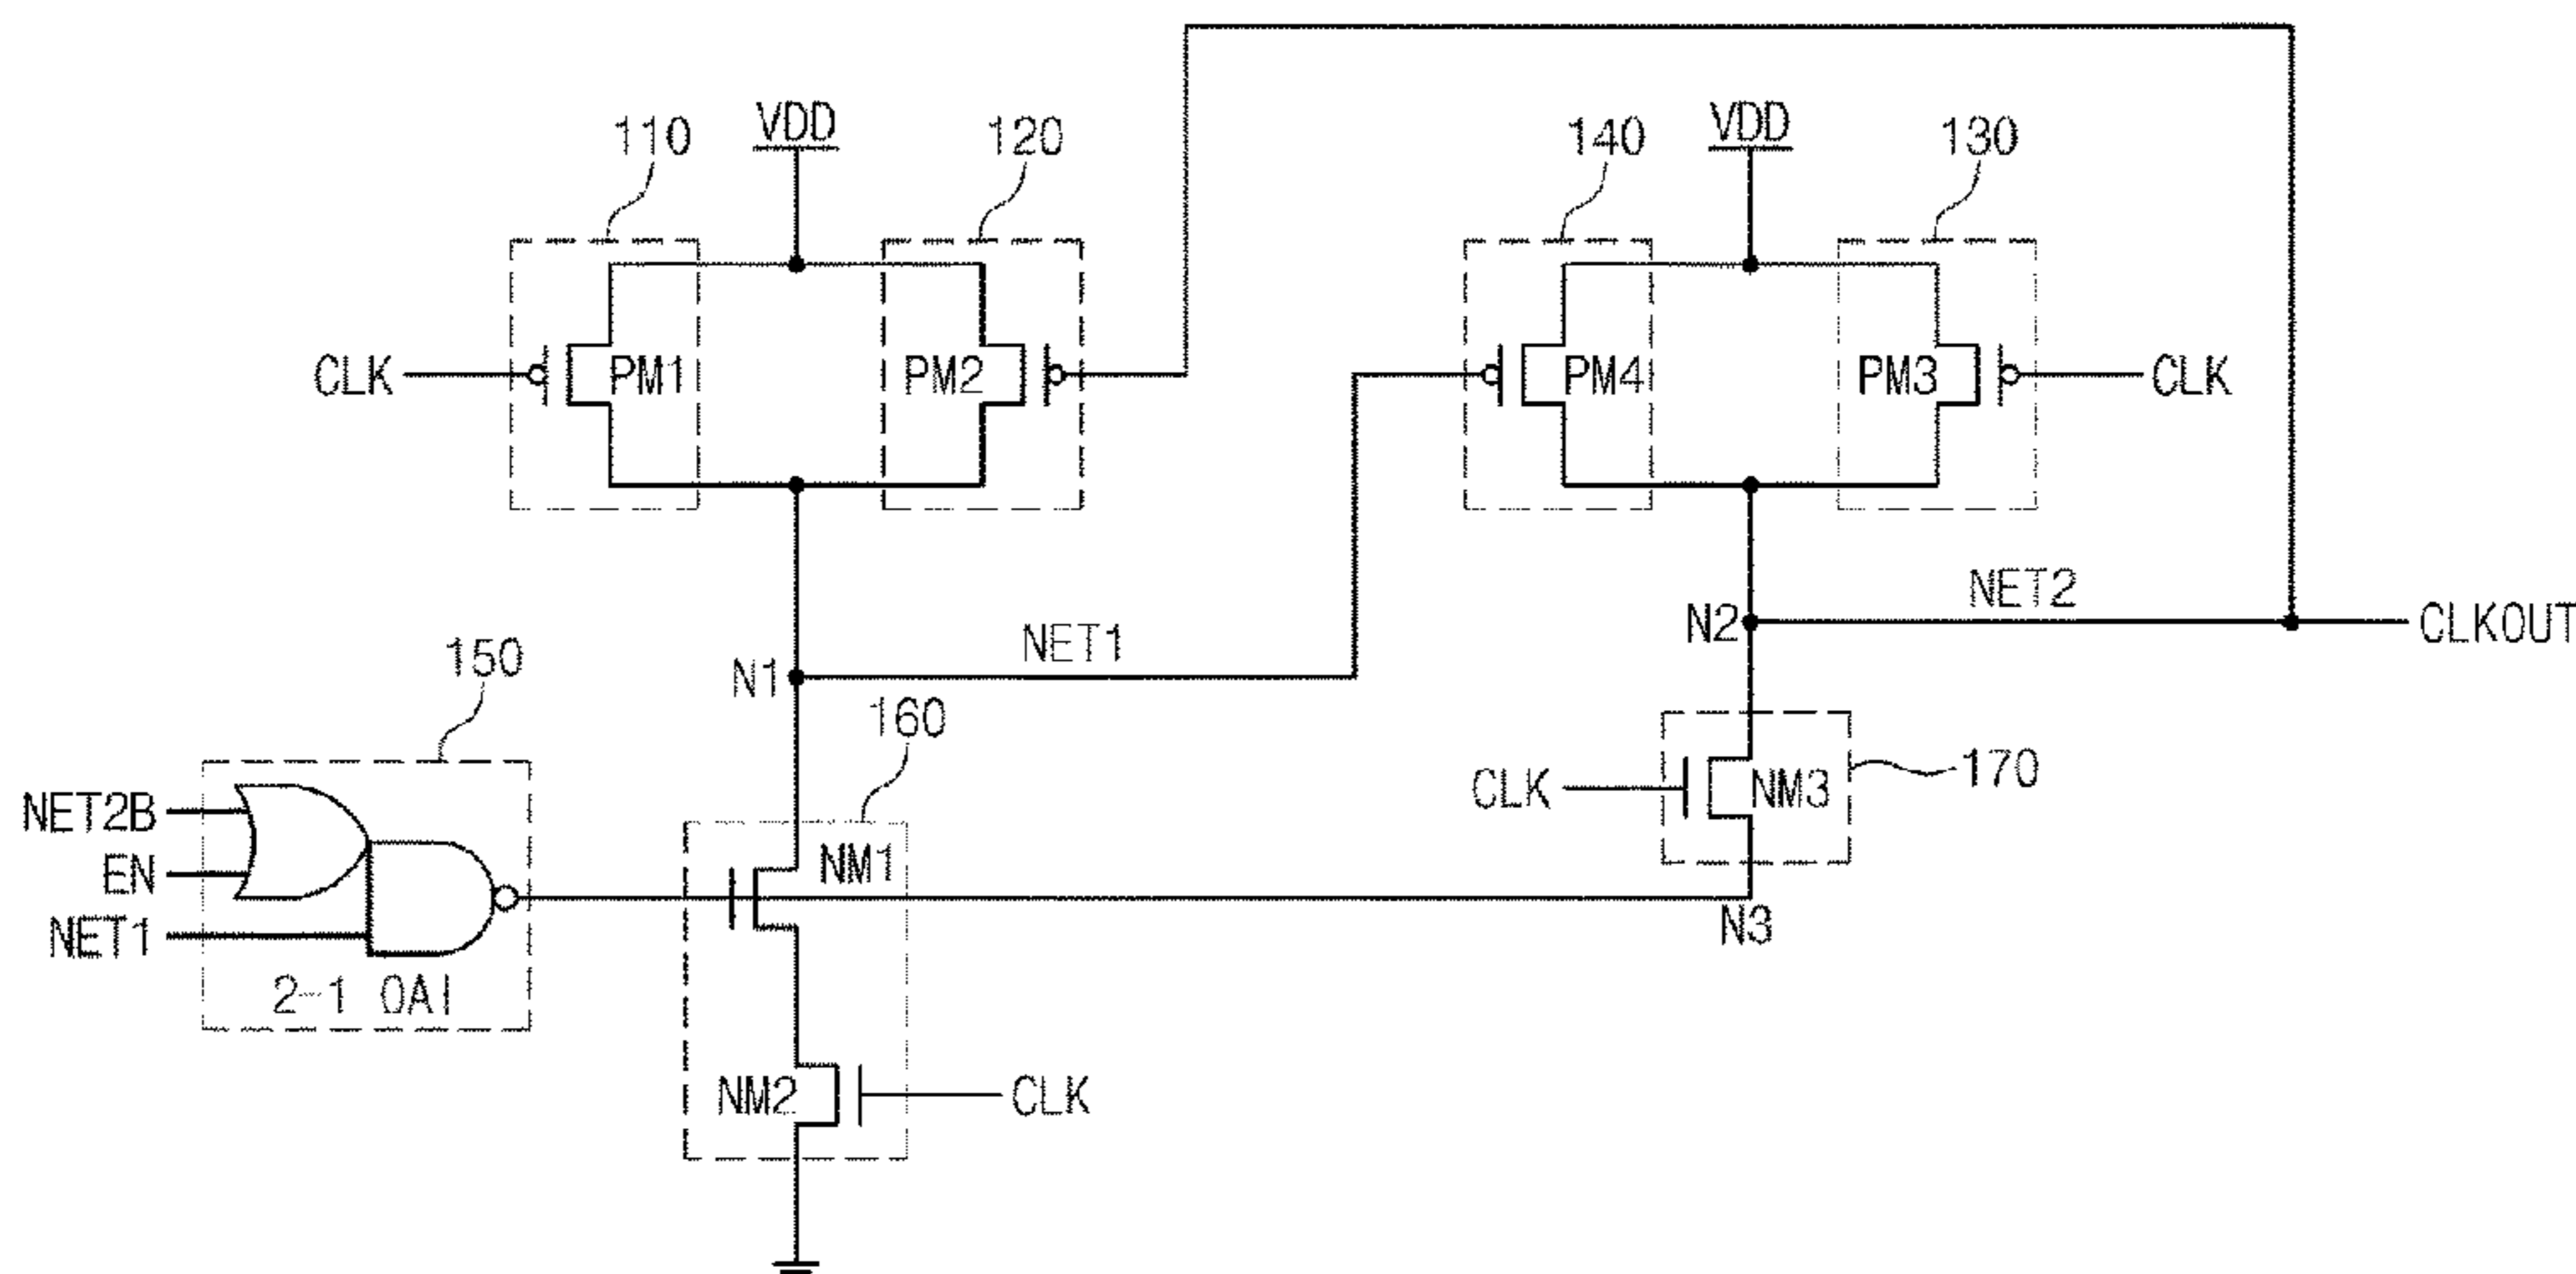 110
VDD
120
140
VDD
130
CLK
PM1
PM2
PM4
PM3
CLK
NET2
N2
CLKOUT
NET1
N1
150
160
170
CLK
NM3
NET2B
EN
NET1
2-1 OAI
NM1
N3
NM2
CLK